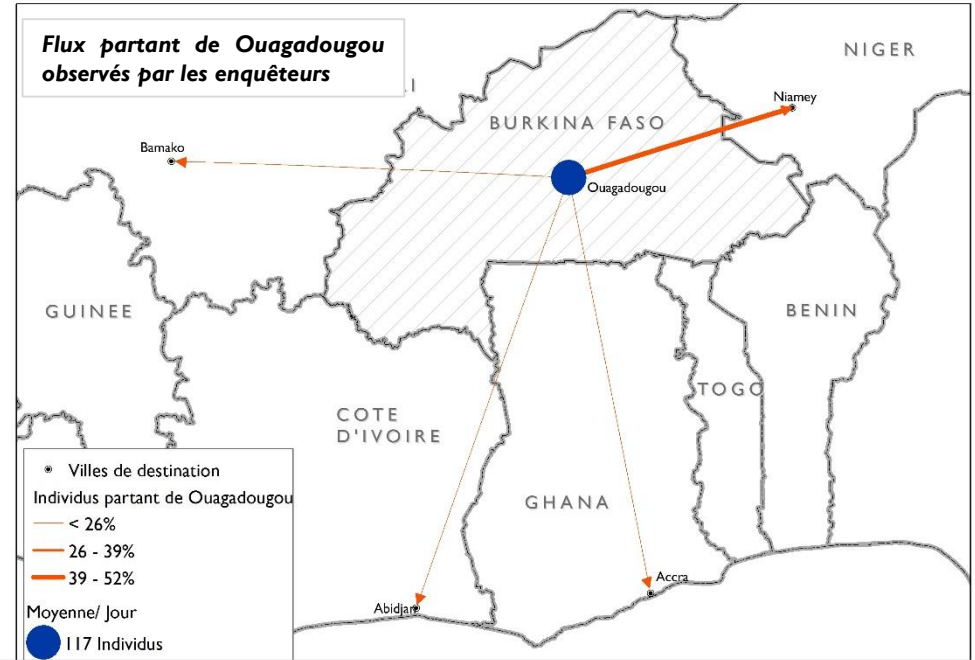 Flux partant de Ouagadougou
observés par les enquêteurs
NIGER
Niamey
BURKINA FASO
Bamako
Ouagadougou
GUINEE
BENIN
TOGO
COTE
D'IVOIRE
GHANA
Accra
Abidjan
Villes de destination
Individus partant de Ouagadougou
< 26%
26 - 39%
39 - 52%
Moyenne/ Jour
117 Individus